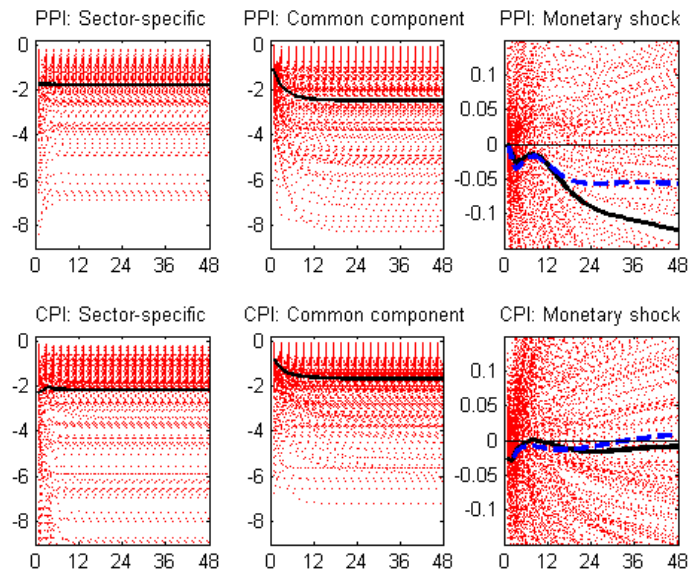 PPI: Sector-specific
PPI: Common component
PPI: Monetary shock
0
-2
-4
-6
-8
0 12 24 36 48
0
-2
-4
-6
-8
0 12 24 36 48
0.1
0.05
0
-0.05
-0.1
0 12 24 36 48
CPI: Sector-specific
CPI: Common component
CPI: Monetary shock
0
-2
-4
-6
-8
0 12 24 36 48
0
-2
-4
-6
-8
0 12 24 36 48
0.1
0.05
0
-0.05
-0.1
0 12 24 36 48